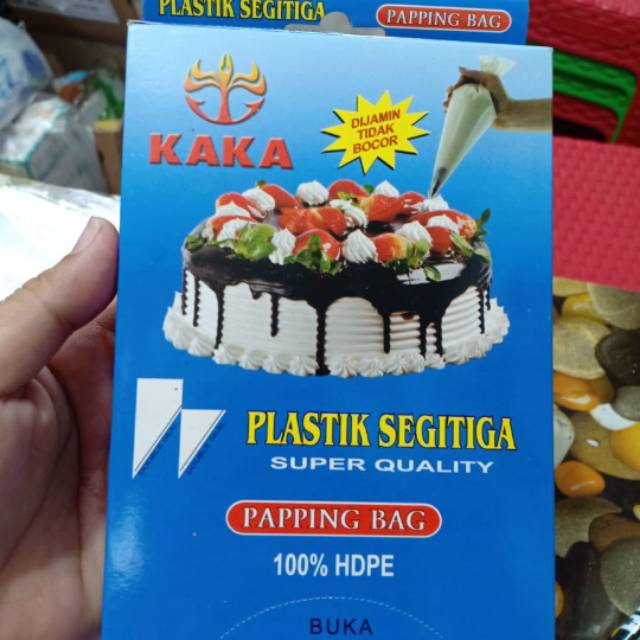 PLASTIK SEGITIGA
PAPPING BAG
KAKA
DIJAMIN
TIDAK
BOCOR
PLASTIK SEGITIGA
SUPER QUALITY
PAPPING BAG
100% HDPE
BUKA